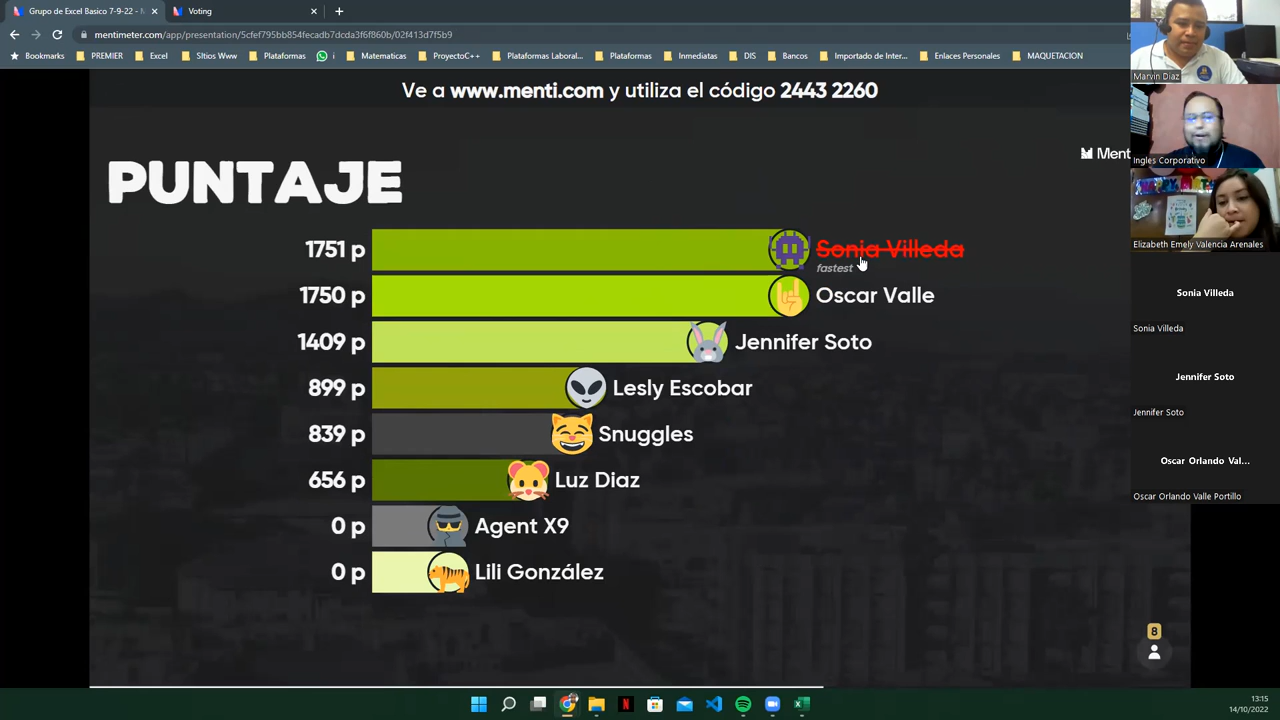 Grupo de Excel Basico 7-9-22 - M
Voting
mentimeter.com/app/presentation/5cfef795bb854fecadb7dcda3f6f860b/02f413d7f5b9
Bookmarks PREMIER Excel Sitios Www Plataformas i Matematicas ProyectoC++ Plataformas Laboral... Plataformas Inmediatas DIS Bancos Importado de Inter... Enlaces Personales MAQUETACION
Ve a www.menti.com y utiliza el código 2443 2260
Ment
PUNTAJE
1751 p Sonia Villeda
fastest
1750 p Oscar Valle
1409 p Jennifer Soto
899 p Lesly Escobar
839 p Snuggles
656 p Luz Diaz
0 p Agent X9
0 p Lili González
8
Marvin Diaz
Ingles Corporativo
Elizabeth Emely Valencia Arenales
Sonia Villeda
Sonia Villeda
Jennifer Soto
Jennifer Soto
Oscar Orlando Val...
Oscar Orlando Valle Portillo
13:15
14/10/2022